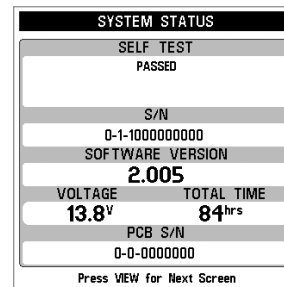 SYSTEM STATUS
SELF TEST
PASSED
S/N
0-1-1000000000
SOFTWARE VERSION
2.005
VOLTAGE TOTAL TIME
13.8V 84hrs
PCB S/N
0-0-0000000
Press VIEW for Next Screen